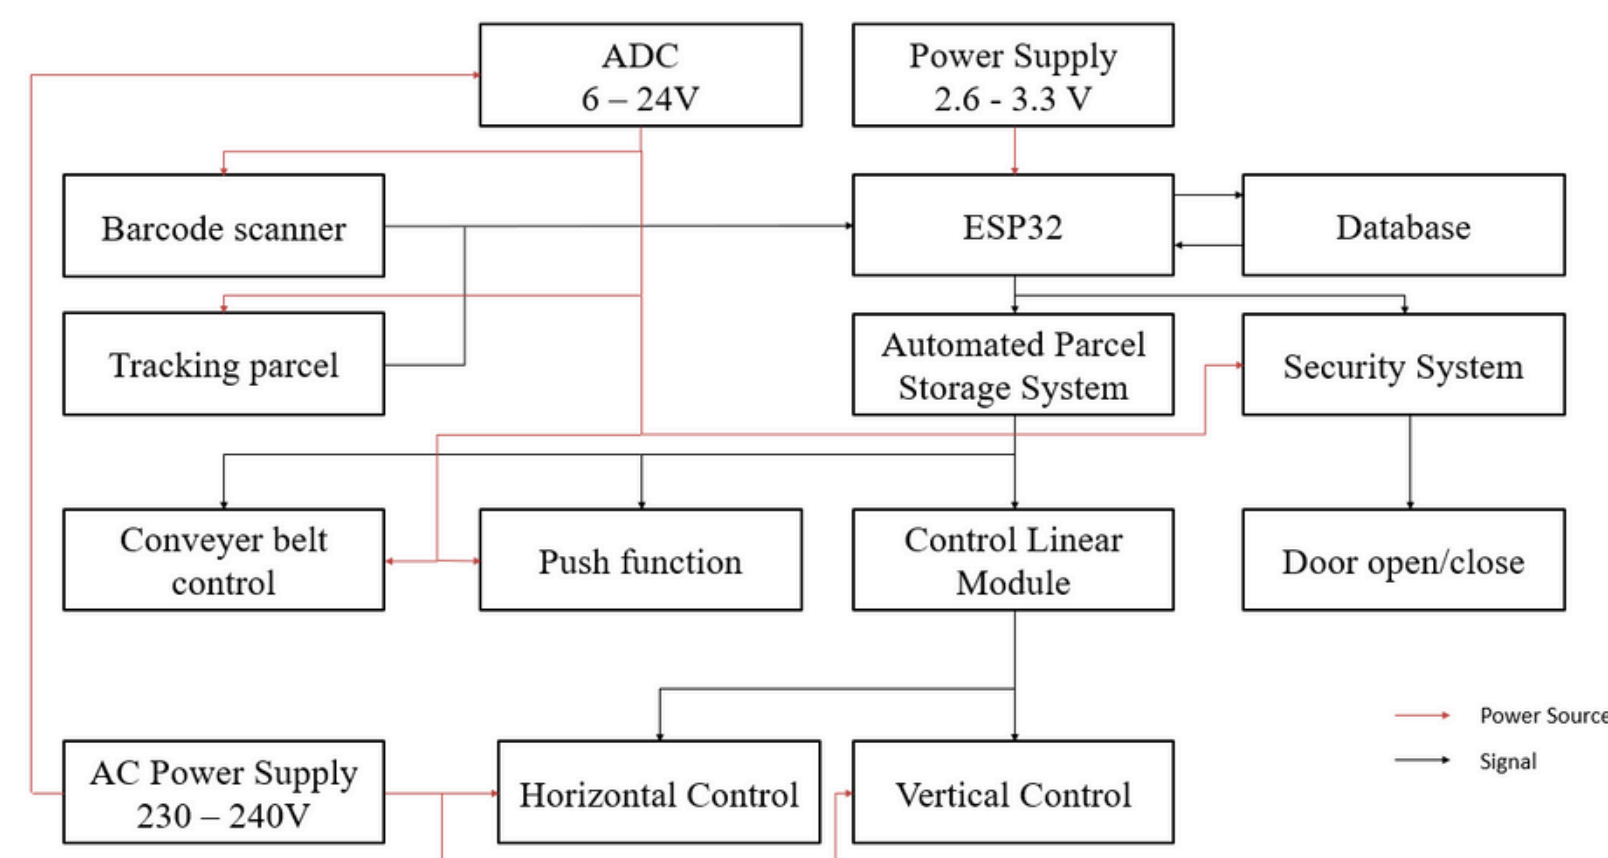 ADC
6 – 24V
Power Supply
2.6 - 3.3 V
Barcode scanner
ESP32
Database
Tracking parcel
Automated Parcel
Storage System
Security System
Conveyer belt
control
Push function
Control Linear
Module
Door open/close
Power Source
Signal
AC Power Supply
230 – 240V
Horizontal Control
Vertical Control